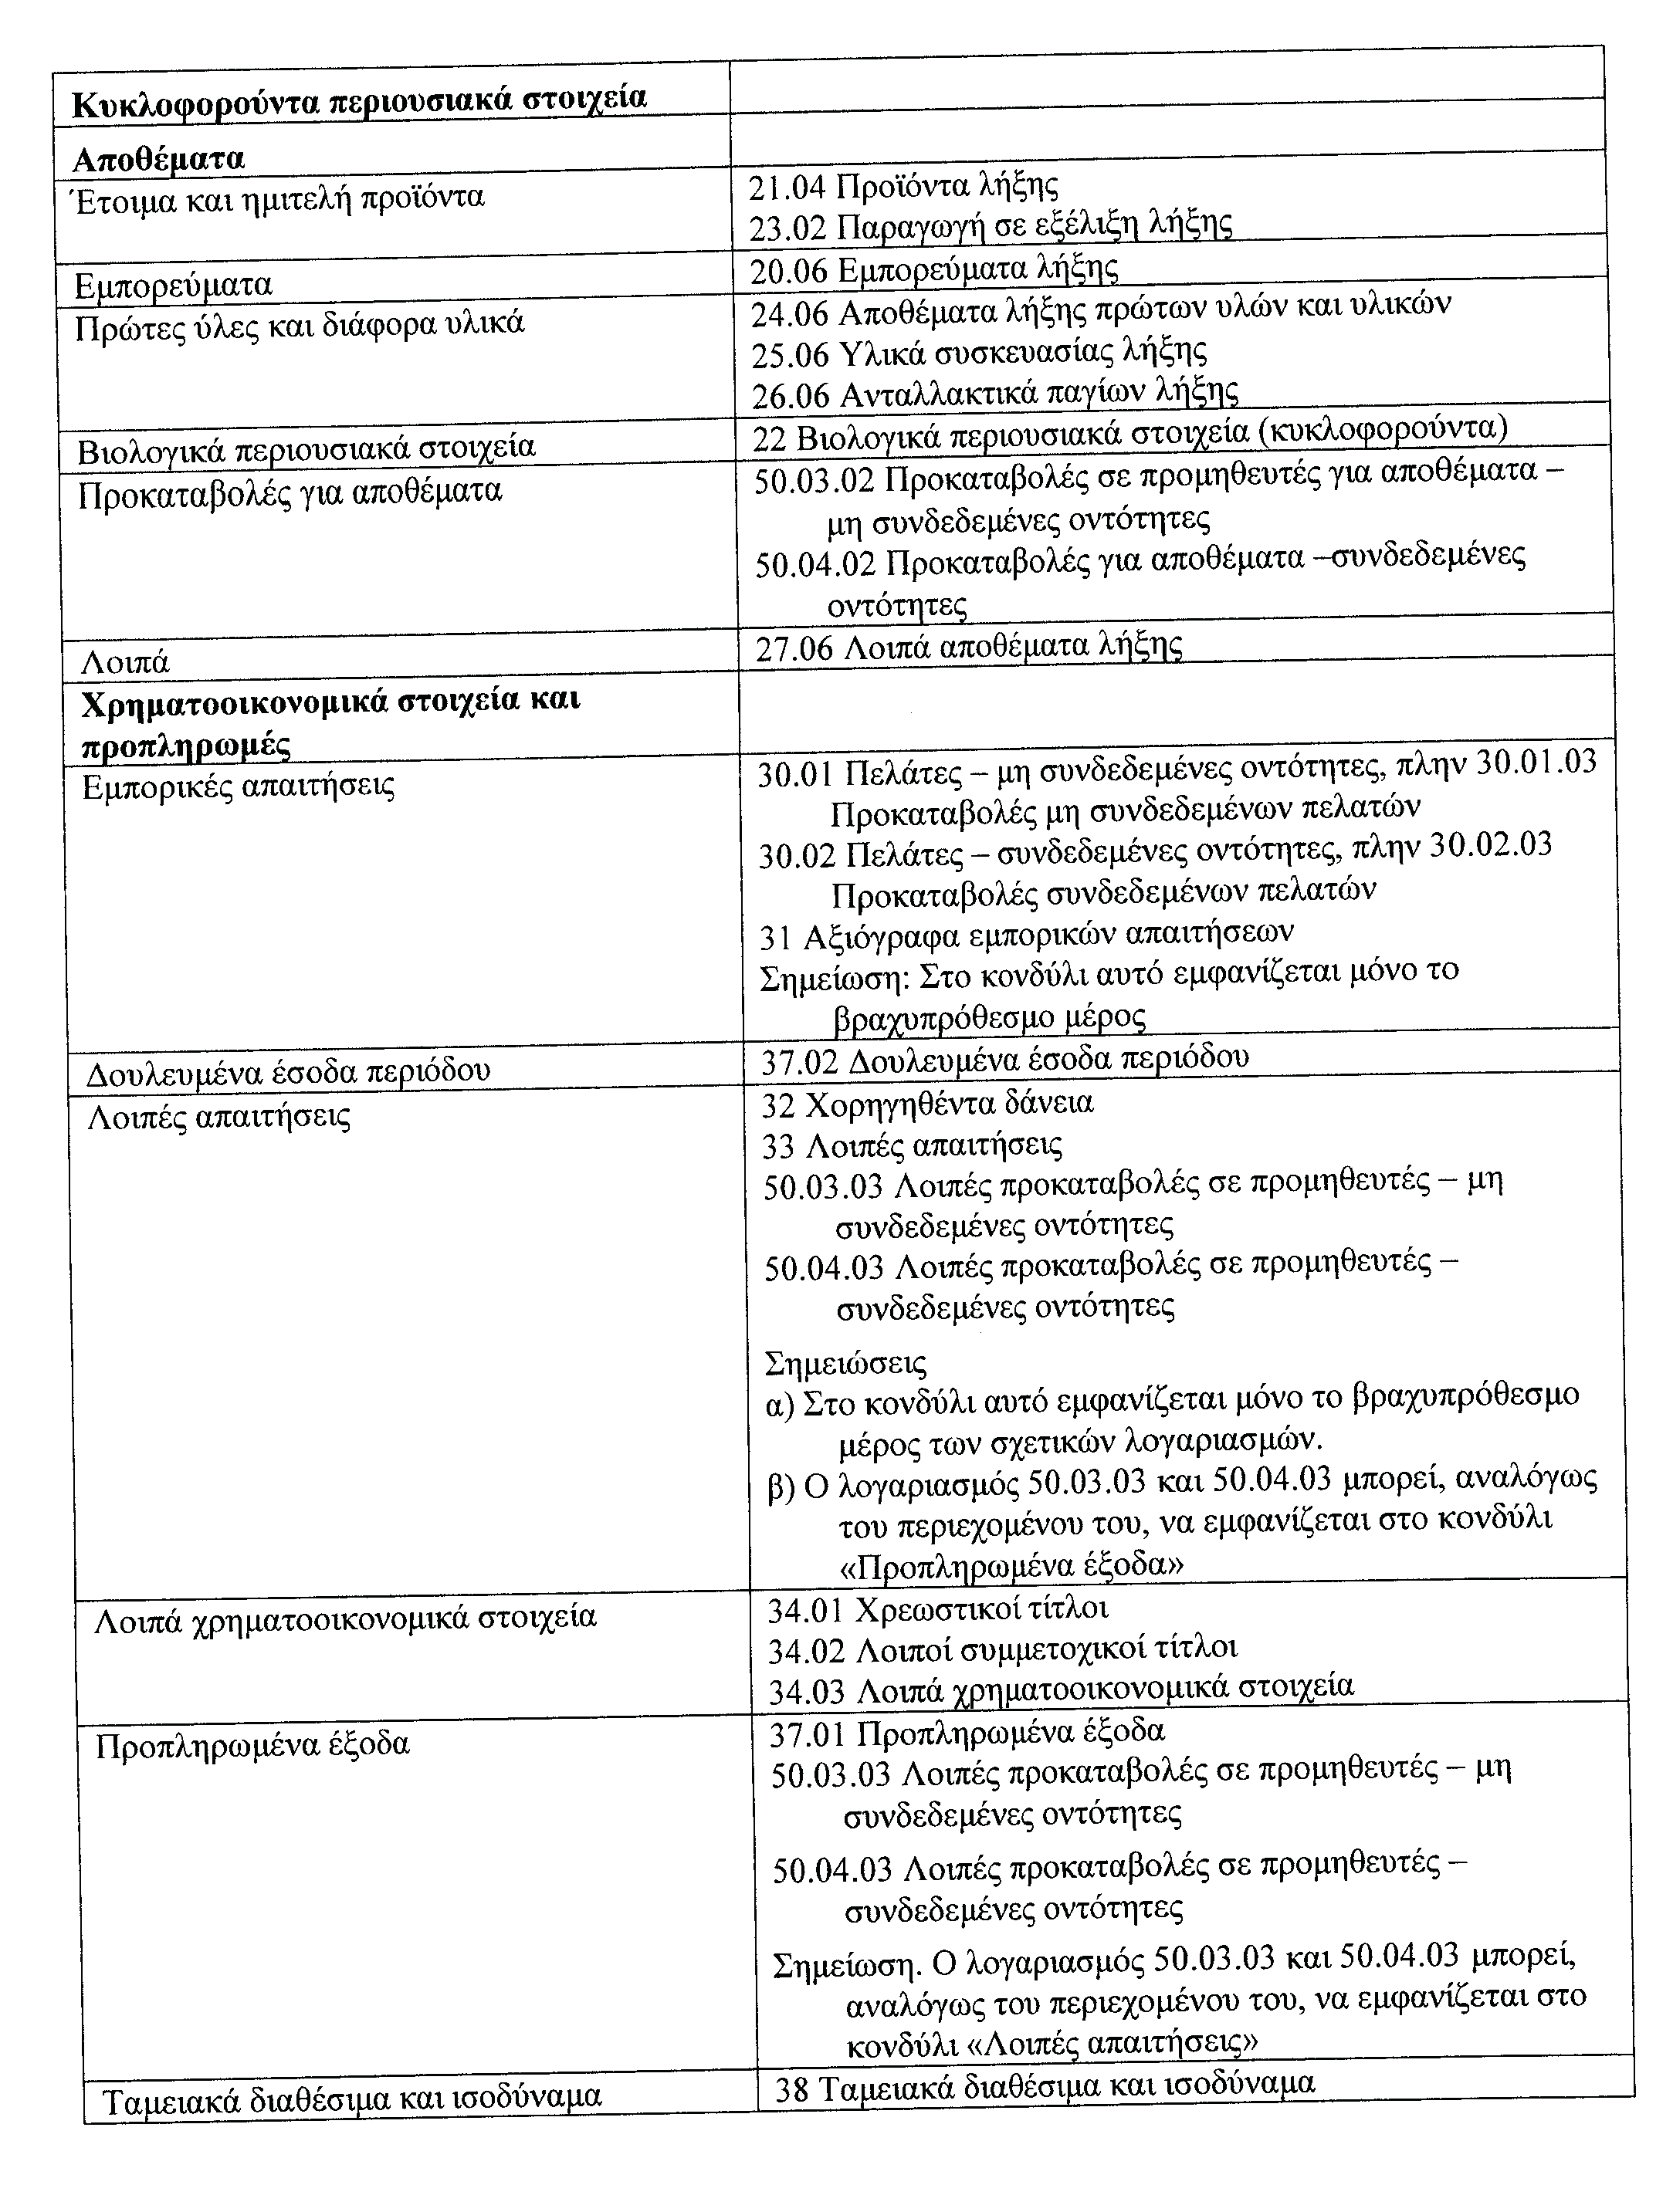 Κυκλοφορούντα περιουσιακά στοιχεία
Αποθέματα
Έτοιμα και ημιτελή προϊόντα
21.04 Προϊόντα λήξης
23.02 Παραγωγή σε εξέλιξη λήξης
Εμπορεύματα
20.06 Εμπορεύματα λήξης
Πρώτες ύλες και διάφορα υλικά
24.06 Αποθέματα λήξης πρώτων υλών και υλικών
25.06 Υλικά συσκευασίας λήξης
26.06 Ανταλλακτικά παγίων λήξης
Βιολογικά περιουσιακά στοιχεία
22 Βιολογικά περιουσιακά στοιχεία (κυκλοφορούντα)
Προκαταβολές για αποθέματα
50.03.02 Προκαταβολές σε προμηθευτές για αποθέματα –
μη συνδεδεμένες οντότητες
50.04.02 Προκαταβολές για αποθέματα –συνδεδεμένες
οντότητες
Λοιπά
27.06 Λοιπά αποθέματα λήξης
Χρηματοοικονομικά στοιχεία και
προπληρωμές
Εμπορικές απαιτήσεις
30.01 Πελάτες – μη συνδεδεμένες οντότητες, πλην 30.01.03
Προκαταβολές μη συνδεδεμένων πελατών
30.02 Πελάτες – συνδεδεμένες οντότητες, πλην 30.02.03
Προκαταβολές συνδεδεμένων πελατών
31 Αξιόγραφα εμπορικών απαιτήσεων
Σημείωση: Στο κονδύλι αυτό εμφανίζεται μόνο το
βραχυπρόθεσμο μέρος
Δουλευμένα έσοδα περιόδου
37.02 Δουλευμένα έσοδα περιόδου
Λοιπές απαιτήσεις
32 Χορηγηθέντα δάνεια
33 Λοιπές απαιτήσεις
50.03.03 Λοιπές προκαταβολές σε προμηθευτές – μη
συνδεδεμένες οντότητες
50.04.03 Λοιπές προκαταβολές σε προμηθευτές –
συνδεδεμένες οντότητες
Σημειώσεις
α) Στο κονδύλι αυτό εμφανίζεται μόνο το βραχυπρόθεσμο
μέρος των σχετικών λογαριασμών.
β) Ο λογαριασμός 50.03.03 και 50.04.03 μπορεί, αναλόγως
του περιεχομένου του, να εμφανίζεται στο κονδύλι
«Προπληρωμένα έξοδα»
Λοιπά χρηματοοικονομικά στοιχεία
34.01 Χρεωστικοί τίτλοι
34.02 Λοιποί συμμετοχικοί τίτλοι
34.03 Λοιπά χρηματοοικονομικά στοιχεία
Προπληρωμένα έξοδα
37.01 Προπληρωμένα έξοδα
50.03.03 Λοιπές προκαταβολές σε προμηθευτές – μη
συνδεδεμένες οντότητες
50.04.03 Λοιπές προκαταβολές σε προμηθευτές –
συνδεδεμένες οντότητες
Σημείωση. Ο λογαριασμός 50.03.03 και 50.04.03 μπορεί,
αναλόγως του περιεχομένου του, να εμφανίζεται στο
κονδύλι «Λοιπές απαιτήσεις»
Ταμειακά διαθέσιμα και ισοδύναμα
38 Ταμειακά διαθέσιμα και ισοδύναμα